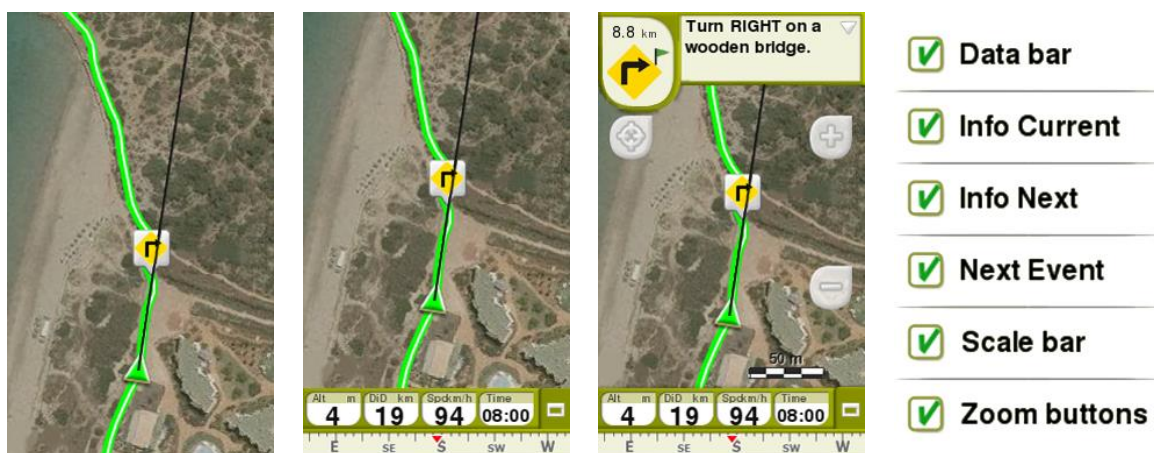 Alt m DiD km Spdkm/h Time
4 19 94 08:00
E SE S SW W
8.8 km
Turn RIGHT on a
wooden bridge.
50 m
Alt m DiD km Spdkm/h Time
4 19 94 08:00
E SE S SW W
Data bar
Info Current
Info Next
Next Event
Scale bar
Zoom buttons